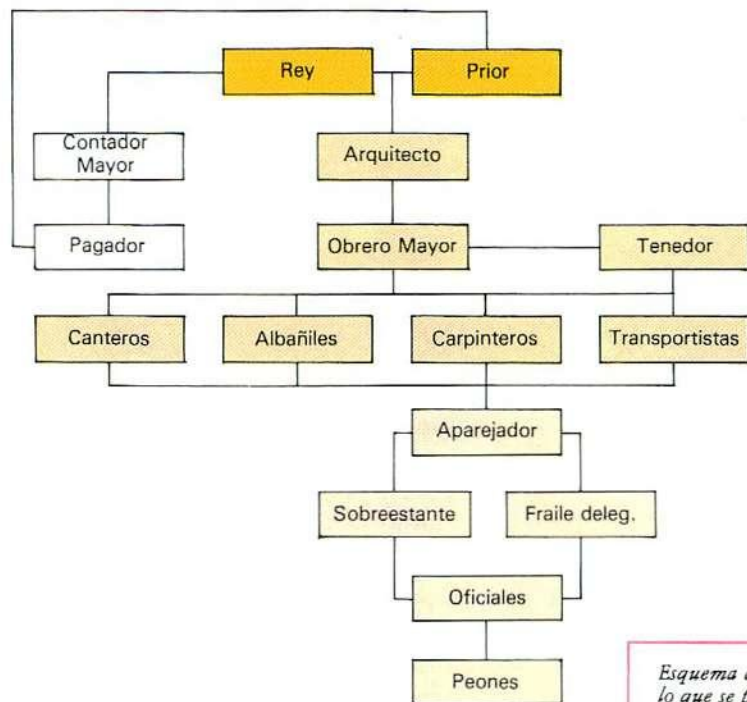 Rey
Prior
Contador
Mayor
Arquitecto
Pagador
Obrero Mayor
Tenedor
Canteros
Albañiles
Carpinteros
Transportistas
Aparejador
Sobreestante
Fraile deleg.
Oficiales
Peones
Esquema
lo que se